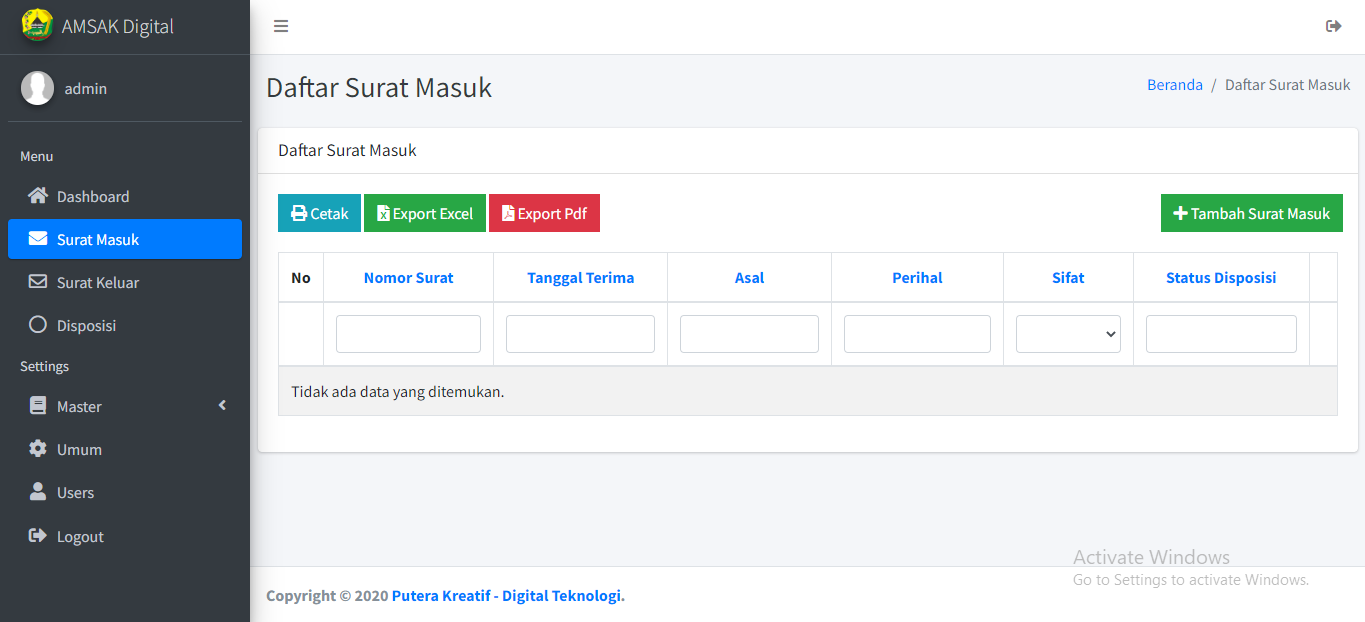 AMSAK Digital
admin
Menu
Dashboard
Surat Masuk
Surat Keluar
Disposisi
Settings
Master
Umum
Users
Logout
Daftar Surat Masuk
Beranda / Daftar Surat Masuk
Daftar Surat Masuk
Cetak Export Excel Export Pdf Tambah Surat Masuk
No Nomor Surat Tanggal Terima Asal Perihal Sifat Status Disposisi
Tidak ada data yang ditemukan.
Activate Windows
Go to Settings to activate Windows.
Copyright © 2020 Putera Kreatif - Digital Teknologi.